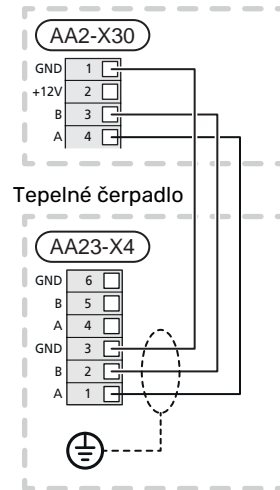 AA2-X30
GND 1
+12V 2
B 3
A 4
Tepelné čerpadlo
AA23-X4
GND 6
B 5
A 4
GND 3
B 2
A 1